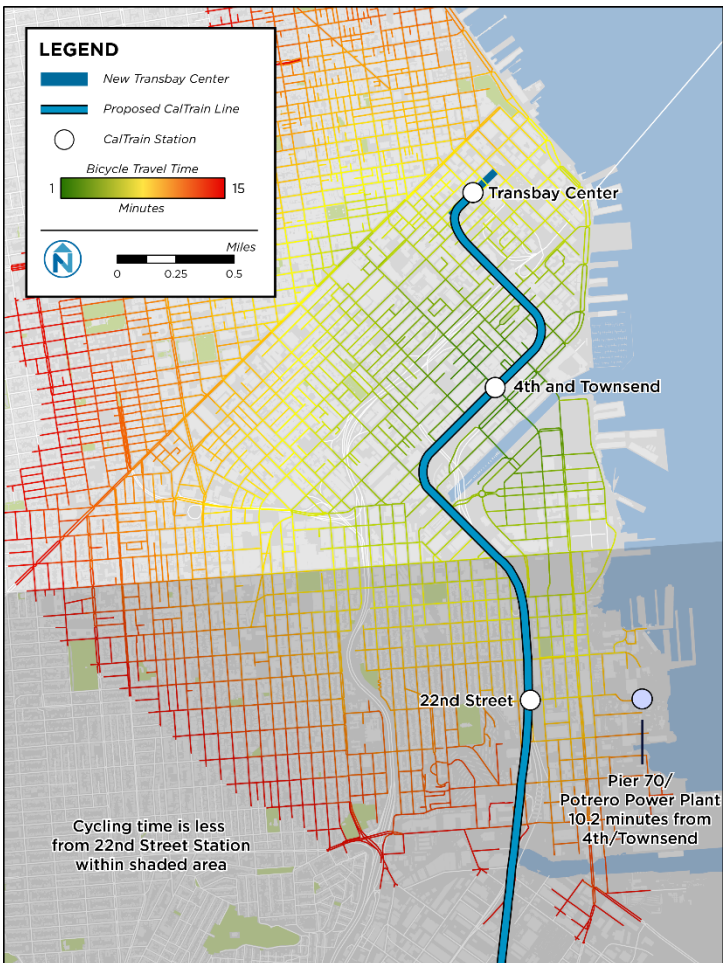 LEGEND
New Transbay Center
Proposed CalTrain Line
CalTrain Station
Bicycle Travel Time
1 15
Minutes
N
Miles
0 0.25 0.5
Transbay Center
4th and Townsend
22nd Street
Pier 70/
Potrero Power Plant
10.2 minutes from
4th/Townsend
Cycling time is less
from 22nd Street Station
within shaded area